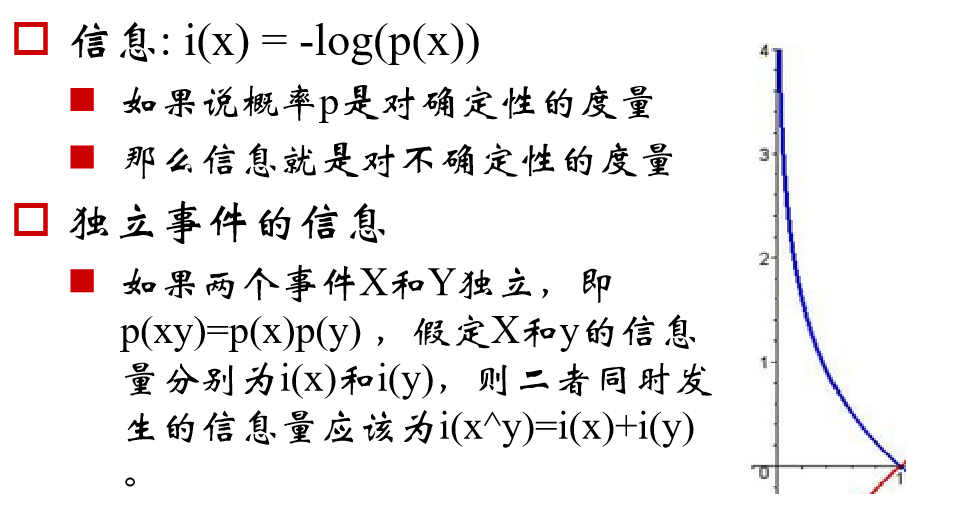 信息: i(x) = -log(p(x))
如果说概率p是对确定性的度量
那么信息就是对不确定性的度量
独立事件的信息
如果两个事件X和Y独立，即
p(xy)=p(x)p(y) ，假定X和y的信息
量分别为i(x)和i(y)，则二者同时发
生的信息量应该为i(x^y)=i(x)+i(y)
。
4
3
2
1
0
1